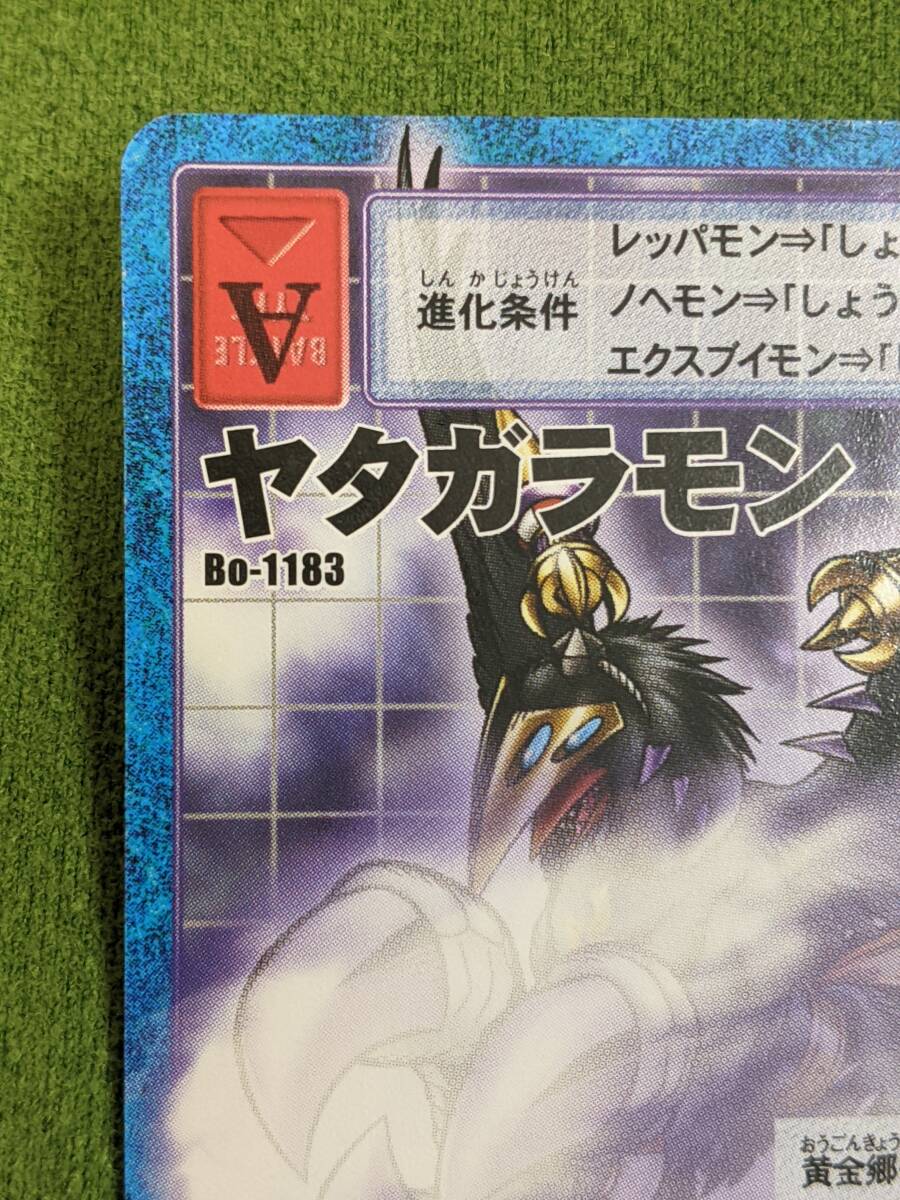 レッパモン⇒「しょ
しんかじょうけん
進化条件
ノヘモン⇒「しょう
エクスブイモン⇒「
A
THE
BATTLE
ヤタガラモン
Bo-1183
おうごんきょう
黄金郷